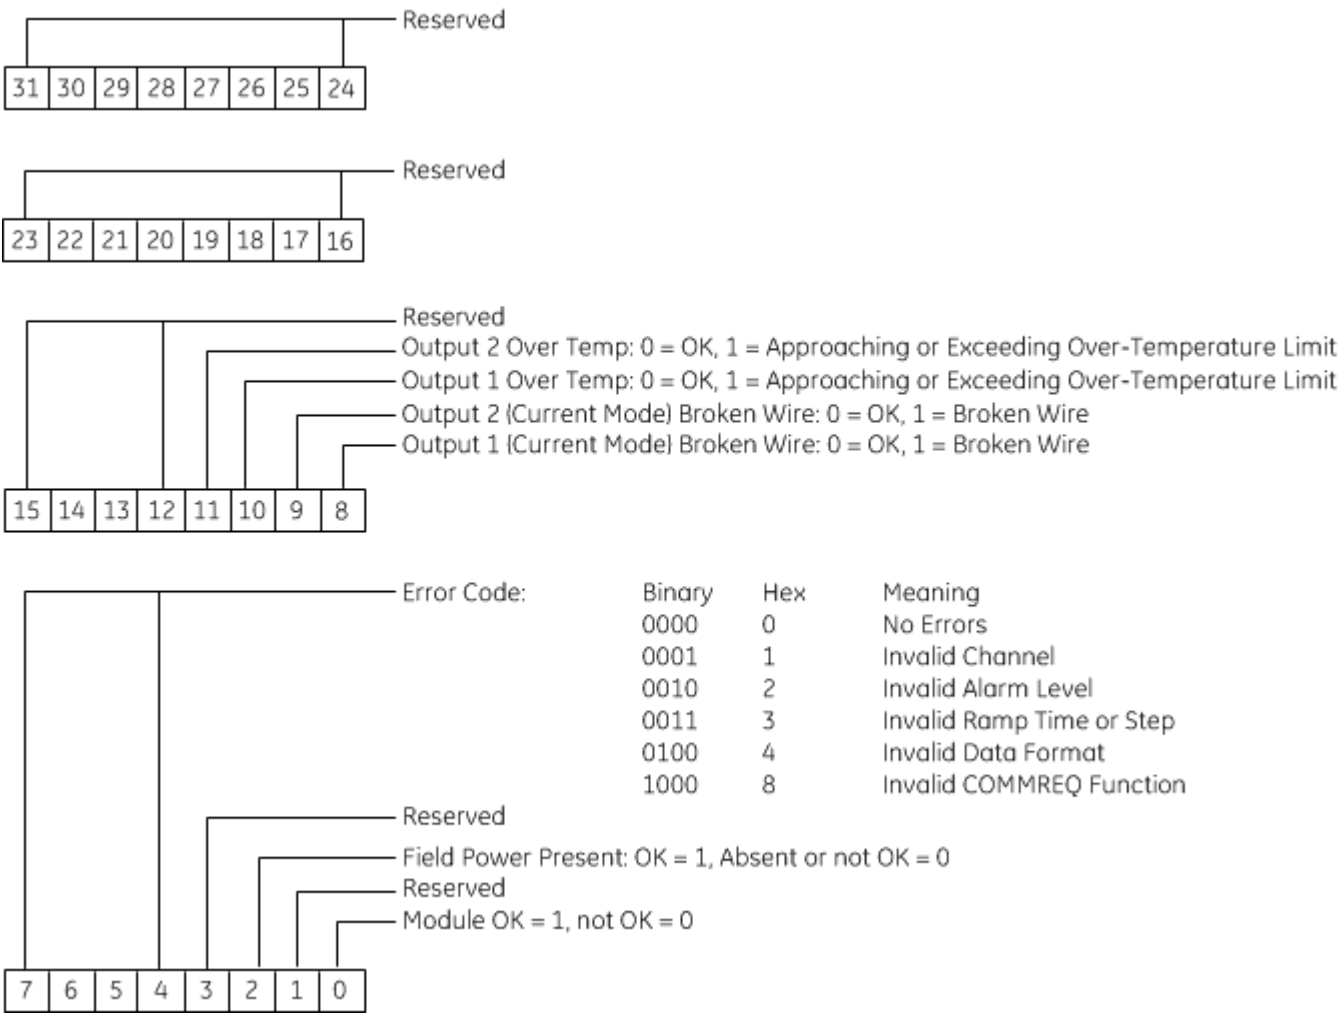 Reserved
31 30 29 28 27 26 25 24
Reserved
23 22 21 20 19 18 17 16
Reserved
Output 2 Over Temp: 0 = OK, 1 = Approaching or Exceeding Over-Temperature Limit
Output 1 Over Temp: 0 = OK, 1 = Approaching or Exceeding Over-Temperature Limit
Output 2 (Current Mode) Broken Wire: 0 = OK, 1 = Broken Wire
Output 1 (Current Mode) Broken Wire: 0 = OK, 1 = Broken Wire
15 14 13 12 11 10 9 8
Error Code: Binary Hex Meaning
0000 0 No Errors
0001 1 Invalid Channel
0010 2 Invalid Alarm Level
0011 3 Invalid Ramp Time or Step
0100 4 Invalid Data Format
1000 8 Invalid COMMREQ Function
Reserved
Field Power Present: OK = 1, Absent or not OK = 0
Reserved
Module OK = 1, not OK = 0
7 6 5 4 3 2 1 0